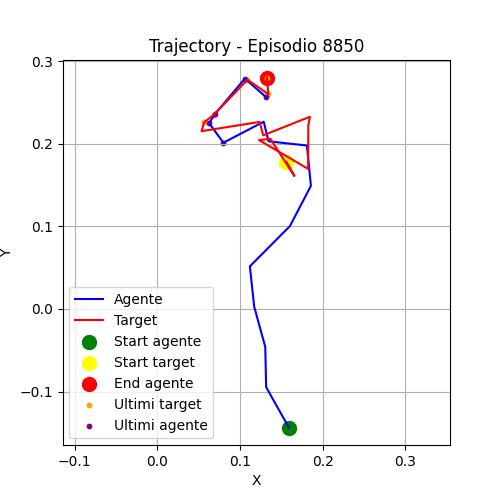 Trajectory - Episodio 8850
0.3
0.2
0.1
0.0
−0.1
Y
Agente
Target
Start agente
Start target
End agente
Ultimi target
Ultimi agente
−0.1 0.0 0.1 0.2 0.3
X